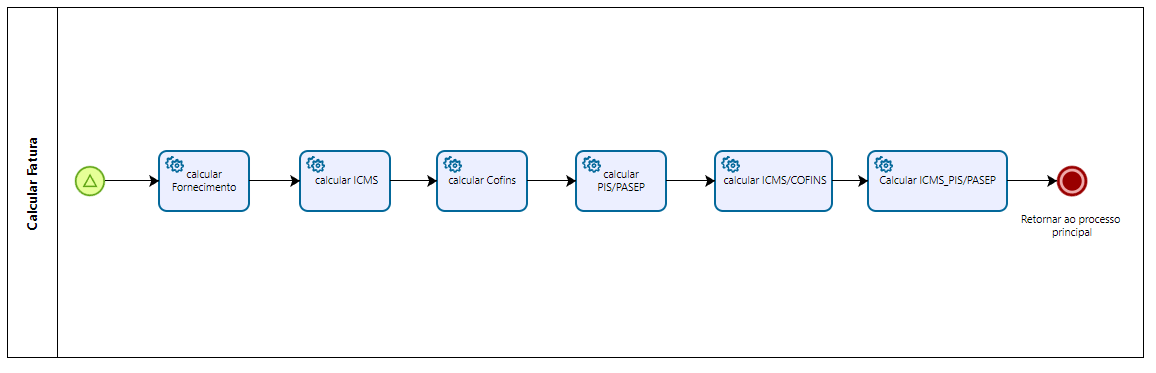 Calcular Fatura
calcular
Fornecimento
calcular ICMS
calcular Cofins
calcular
PIS/PASEP
calcular ICMS/COFINS
Calcular ICMS_PIS/PASEP
Retornar ao processo
principal